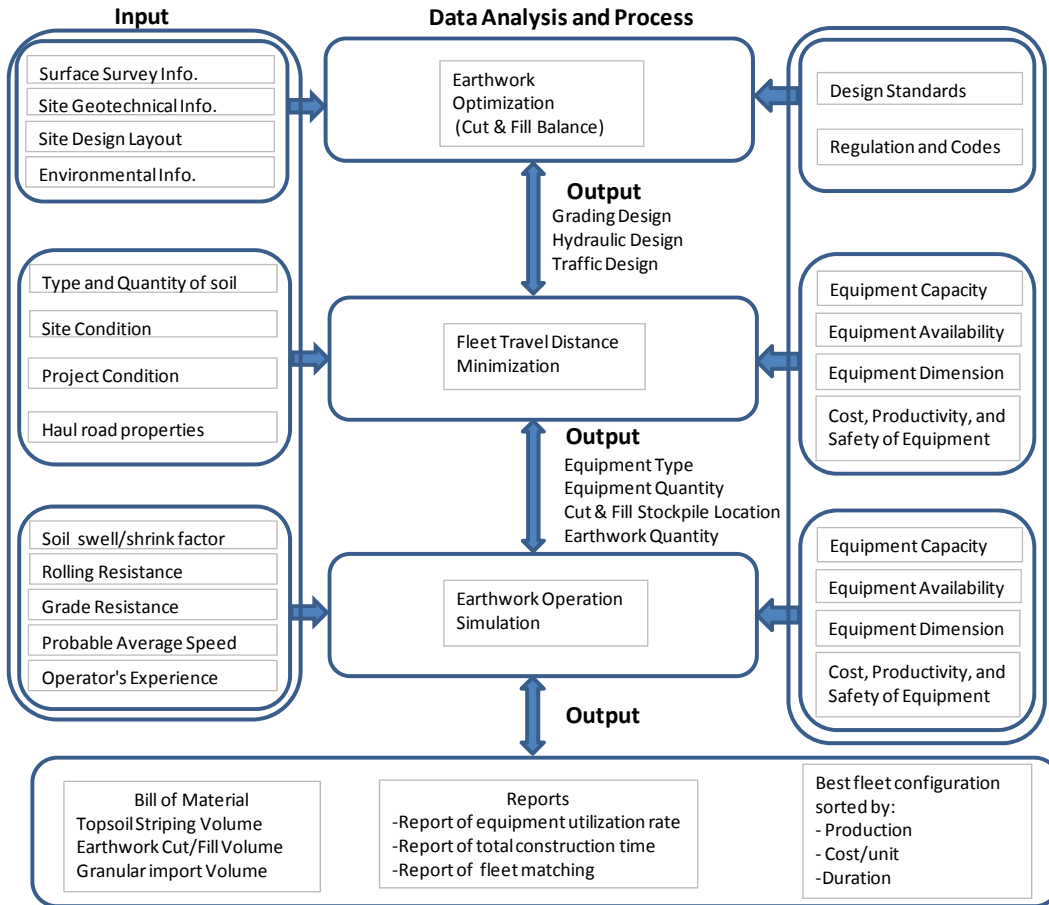 Input
Data Analysis and Process
Surface Survey Info.
Site Geotechnical Info.
Site Design Layout
Environmental Info.
Earthwork
Optimization
(Cut & Fill Balance)
Design Standards
Regulation and Codes
Output
Grading Design
Hydraulic Design
Traffic Design
Type and Quantity of soil
Site Condition
Project Condition
Haul road properties
Fleet Travel Distance
Minimization
Equipment Capacity
Equipment Availability
Equipment Dimension
Cost, Productivity, and
Safety of Equipment
Output
Equipment Type
Equipment Quantity
Cut & Fill Stockpile Location
Earthwork Quantity
Soil swell/shrink factor
Rolling Resistance
Grade Resistance
Probable Average Speed
Operator's Experience
Earthwork Operation
Simulation
Equipment Capacity
Equipment Availability
Equipment Dimension
Cost, Productivity, and
Safety of Equipment
Output
Bill of Material
Topsoil Striping Volume
Earthwork Cut/Fill Volume
Granular import Volume
Reports
-Report of equipment utilization rate
-Report of total construction time
-Report of fleet matching
Best fleet configuration
sorted by:
- Production
- Cost/unit
-Duration